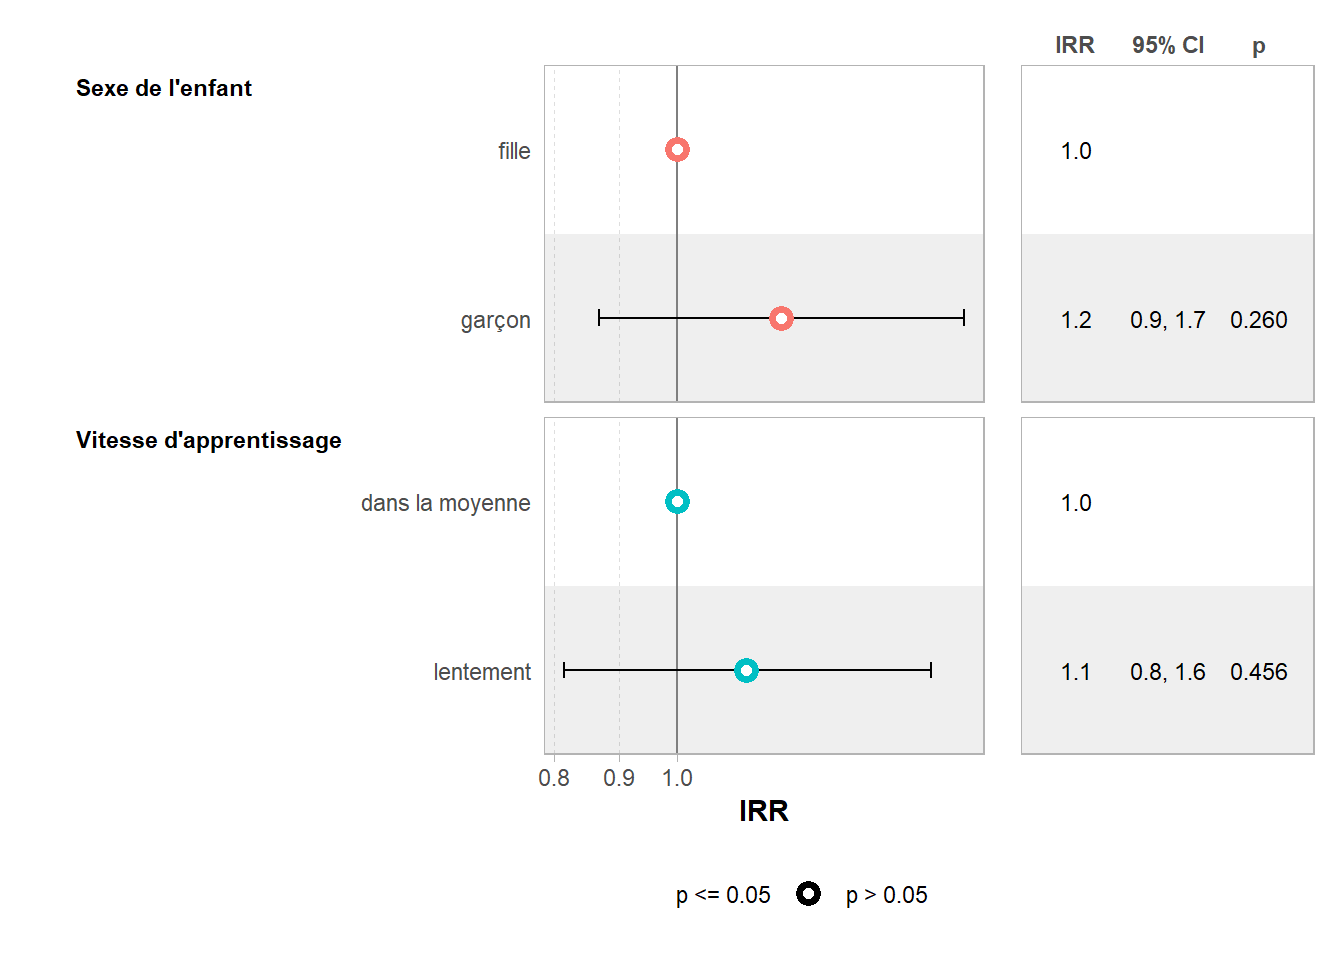 IRR 95% CI p
Sexe de l'enfant
fille 1.0
garçon 1.2 0.9, 1.7 0.260
Vitesse d'apprentissage
dans la moyenne 1.0
lentement 1.1 0.8, 1.6 0.456
0.8 0.9 1.0
IRR
p <= 0.05 p > 0.05